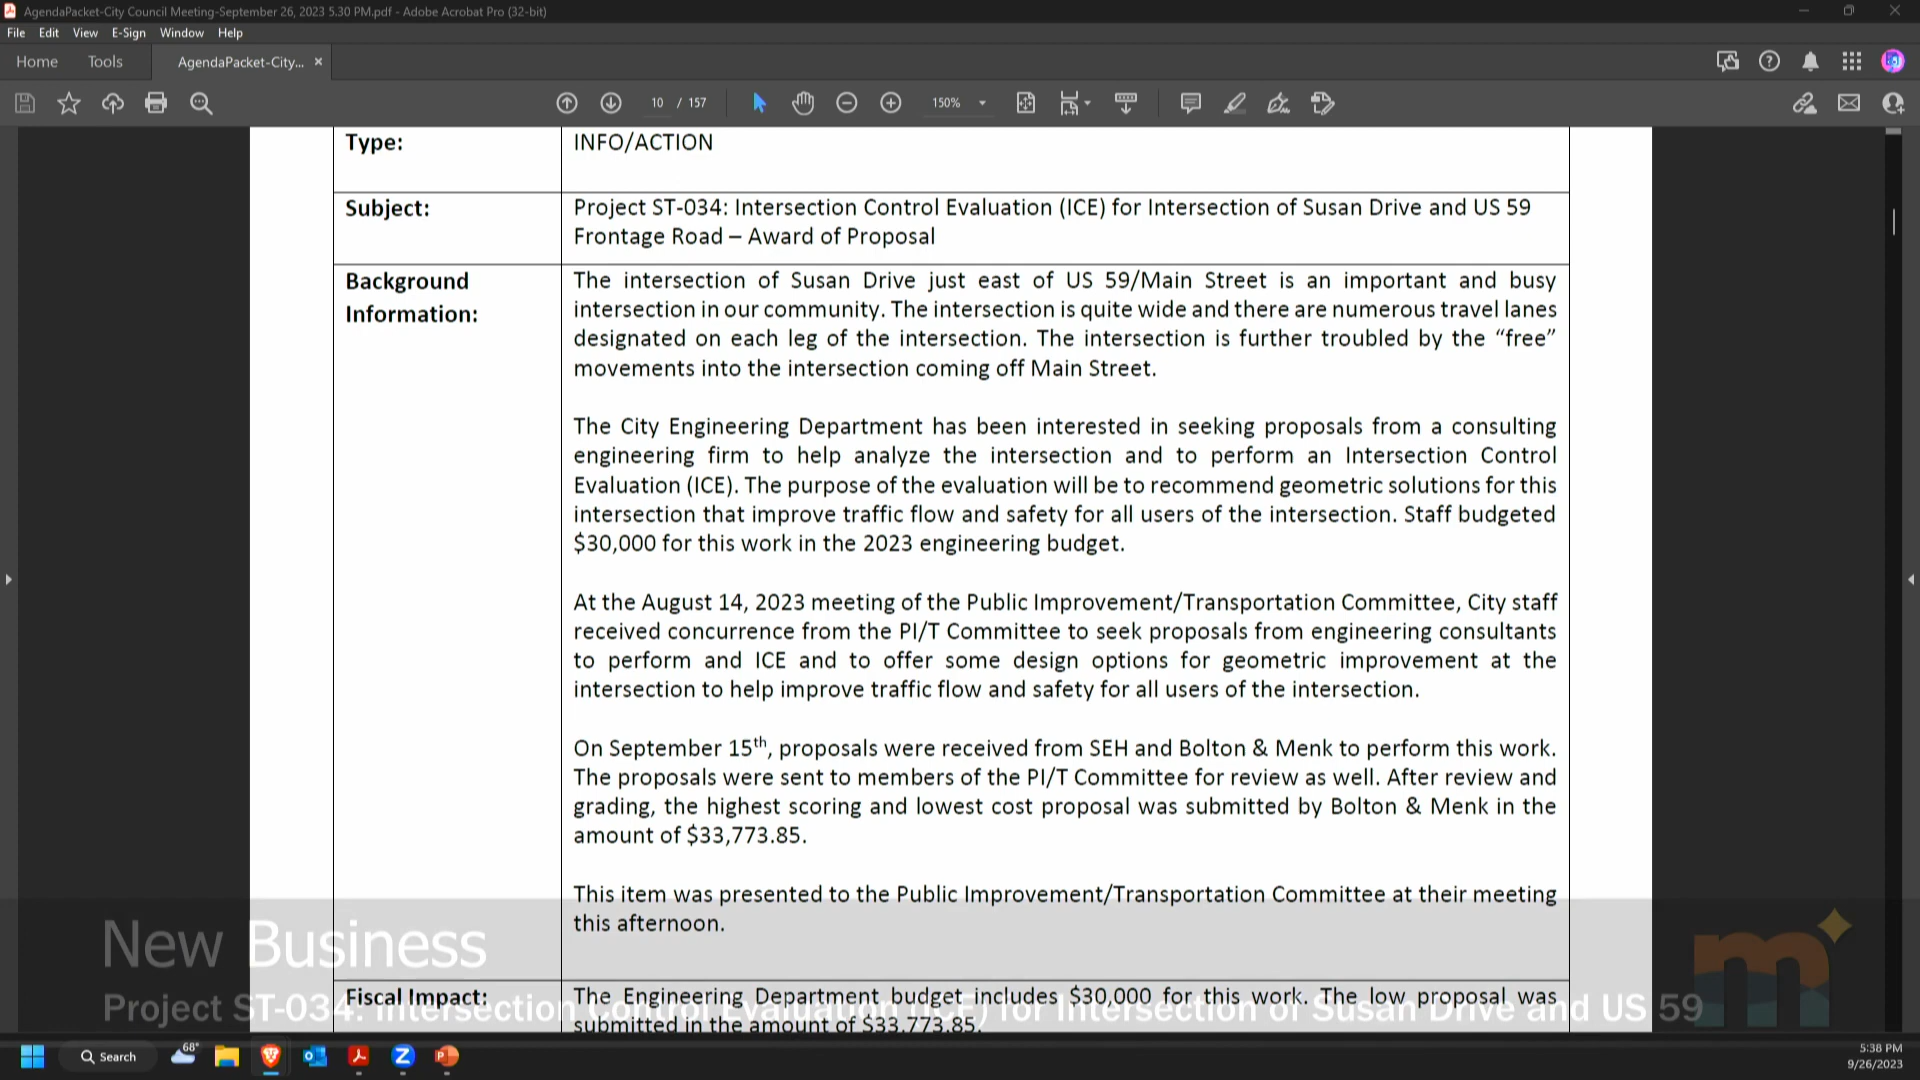 AgendaPacket-City Council Meeting-September 26, 2023 5.30 PM.pdf - Adobe Acrobat Pro (32-bit)
File Edit View E-Sign Window Help
Home Tools AgendaPacket-City... ×
10 / 157 150%
Type: INFO/ACTION
Subject: Project ST-034: Intersection Control Evaluation (ICE) for Intersection of Susan Drive and US 59
Frontage Road – Award of Proposal
Background The intersection of Susan Drive just east of US 59/Main Street is an important and busy
Information: intersection in our community. The intersection is quite wide and there are numerous travel lanes
designated on each leg of the intersection. The intersection is further troubled by the “free”
movements into the intersection coming off Main Street.
The City Engineering Department has been interested in seeking proposals from a consulting
engineering firm to help analyze the intersection and to perform an Intersection Control
Evaluation (ICE). The purpose of the evaluation will be to recommend geometric solutions for this
intersection that improve traffic flow and safety for all users of the intersection. Staff budgeted
$30,000 for this work in the 2023 engineering budget.
At the August 14, 2023 meeting of the Public Improvement/Transportation Committee, City staff
received concurrence from the PI/T Committee to seek proposals from engineering consultants
to perform and ICE and to offer some design options for geometric improvement at the
intersection to help improve traffic flow and safety for all users of the intersection.
On September 15th, proposals were received from SEH and Bolton & Menk to perform this work.
The proposals were sent to members of the PI/T Committee for review as well. After review and
grading, the highest scoring and lowest cost proposal was submitted by Bolton & Menk in the
amount of $33,773.85.
This item was presented to the Public Improvement/Transportation Committee at their meeting
this afternoon.
New Business
Fiscal Impact: The Engineering Department budget includes $30,000 for this work. The low proposal was
submitted in the amount of $33,773.85.
Project ST-034: Intersection Control Evaluation (ICE) for Intersection of Susan Drive and US 59
m
68°
Search
5:38 PM
9/26/2023